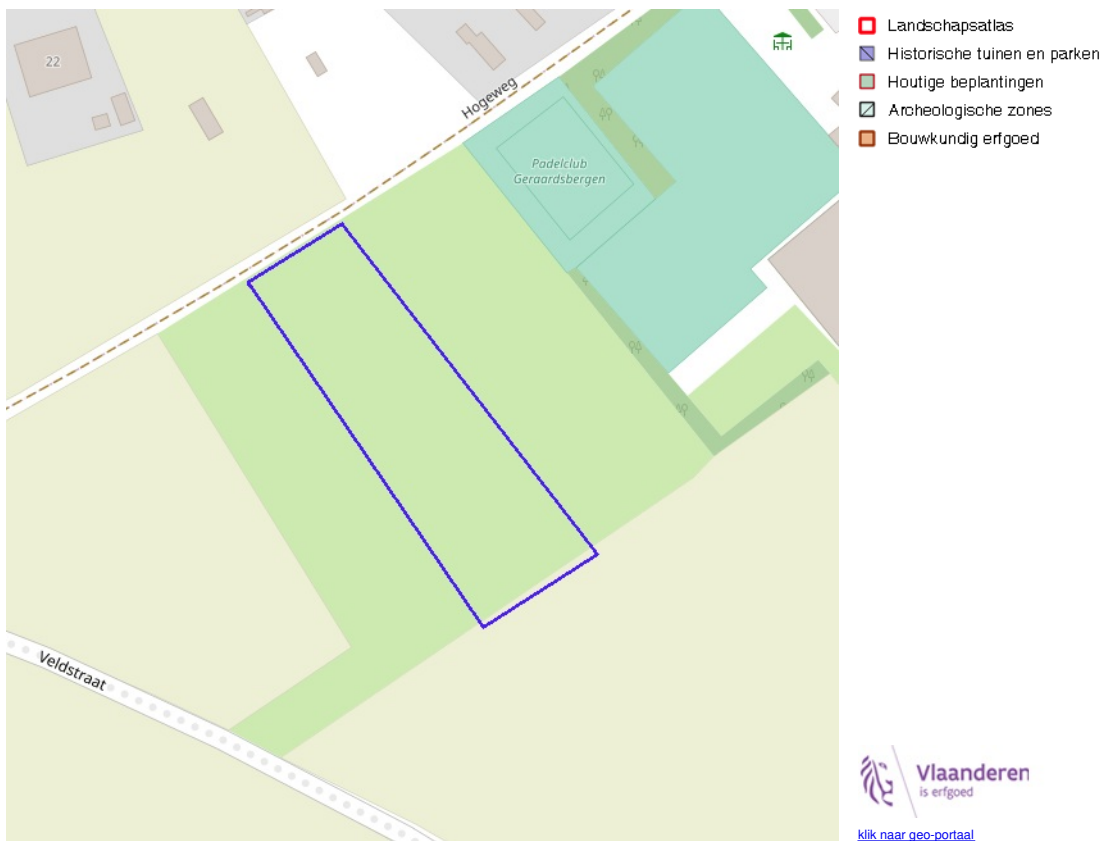 22
Hogeweg
Padelclub
Geraardsbergen
Veldstraat
Landschapsatlas
Historische tuinen en parken
Houtige beplantingen
Archeologische zones
Bouwkundig erfgoed
Vlaanderen
is erfgoed
klik naar geo-portaal